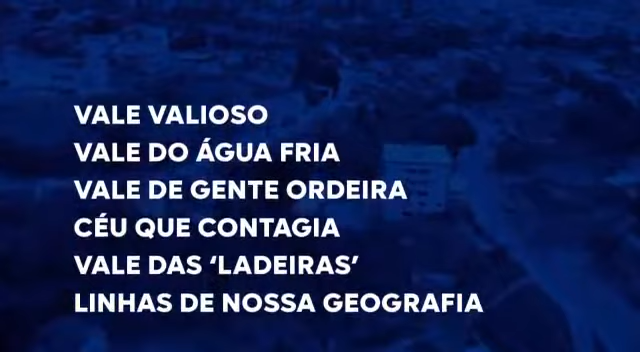 VALE VALIOSO
VALE DO ÁGUA FRIA
VALE DE GENTE ORDEIRA
CÉU QUE CONTAGIA
VALE DAS ‘LADEIRAS’
LINHAS DE NOSSA GEOGRAFIA